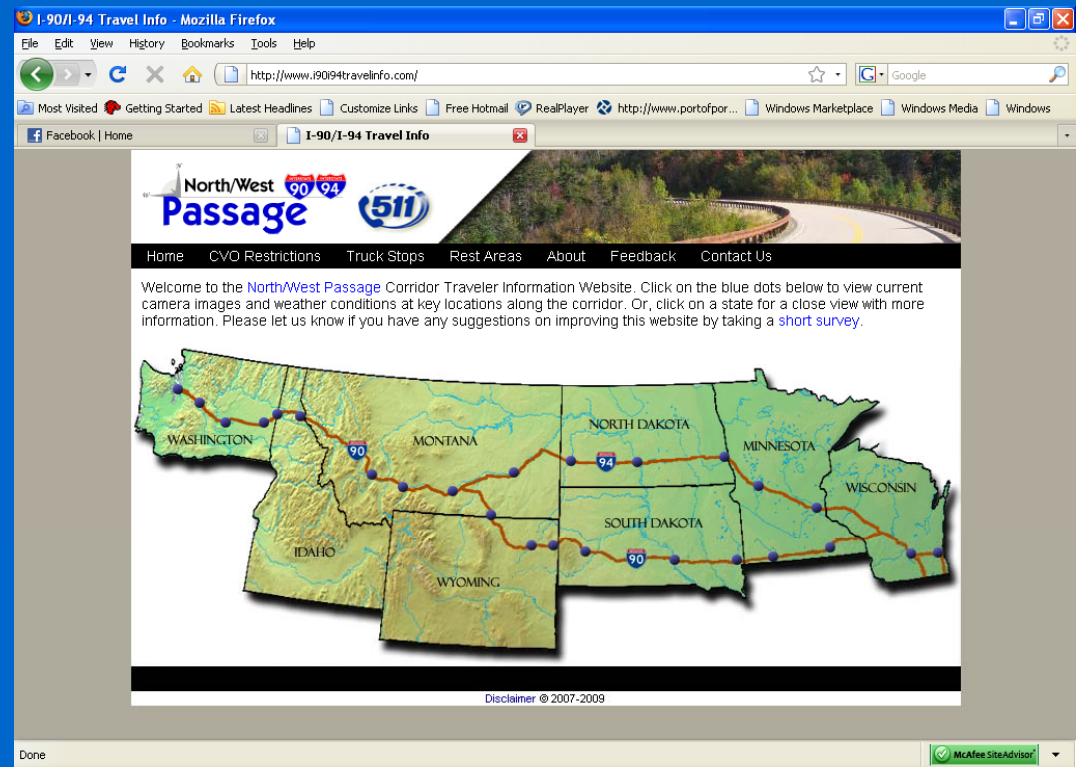 I-90/I-94 Travel Info - Mozilla Firefox
File Edit View History Bookmarks Tools Help
http://www.i90i94travelinfo.com/ G Google
Most Visited Getting Started Latest Headlines Customize Links Free Hotmail RealPlayer http://www.portofpor... Windows Marketplace Windows Media Windows
Facebook | Home I-90/I-94 Travel Info
North/West 90 94
Passage 511
Home CVO Restrictions Truck Stops Rest Areas About Feedback Contact Us
Welcome to the North/West Passage Corridor Traveler Information Website. Click on the blue dots below to view current
camera images and weather conditions at key locations along the corridor. Or, click on a state for a close view with more
information. Please let us know if you have any suggestions on improving this website by taking a short survey.
WASHINGTON
90
MONTANA
NORTH DAKOTA
94
MINNESOTA
WISCONSIN
IDAHO
WYOMING
SOUTH DAKOTA
90
Disclaimer © 2007-2009
Done McAfee SiteAdvisor